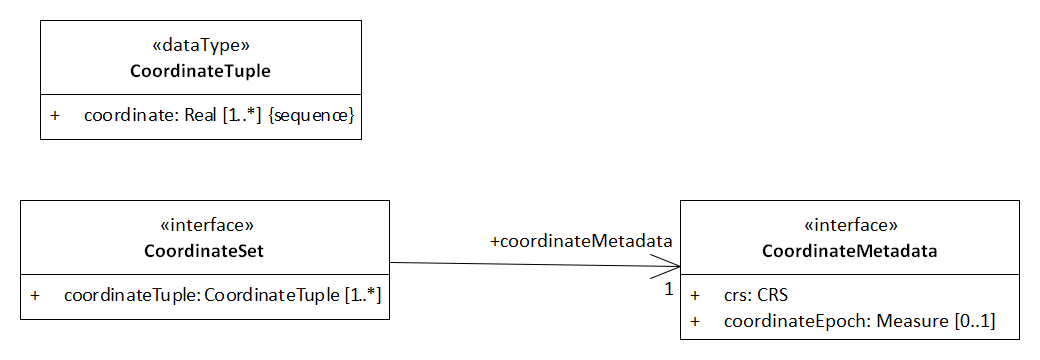 «dataType»
CoordinateTuple
+ coordinate: Real [1..*] {sequence}
«interface»
CoordinateSet
+ coordinateTuple: CoordinateTuple [1..*]
+coordinateMetadata
1
«interface»
CoordinateMetadata
+ crs: CRS
+ coordinateEpoch: Measure [0..1]